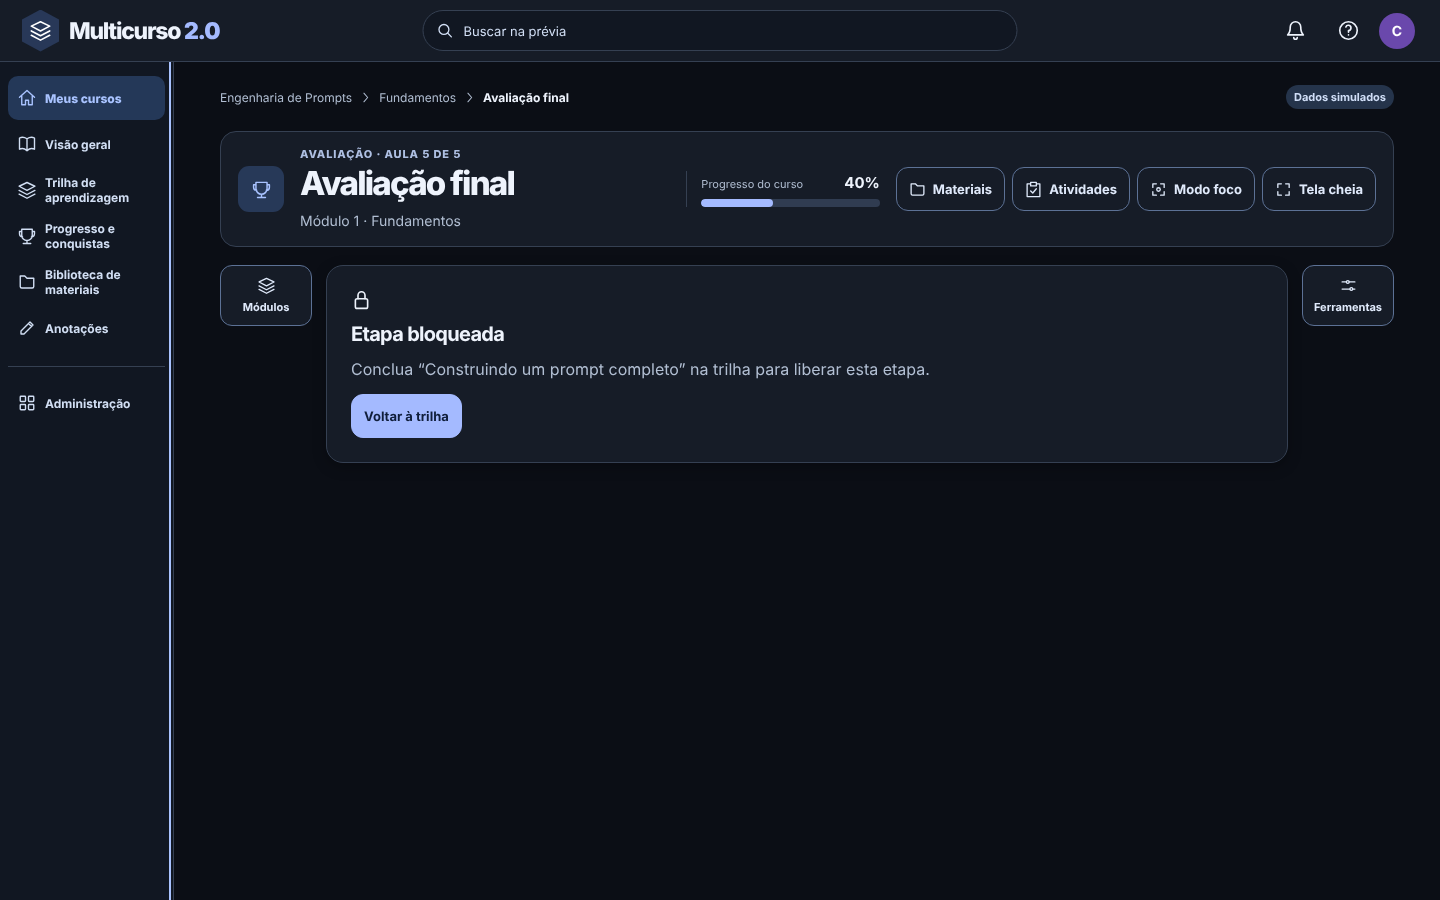 Multicurso 2.0
Buscar na prévia
C
Meus cursos
Visão geral
Trilha de
aprendizagem
Progresso e
conquistas
Biblioteca de
materiais
Anotações
Administração
Engenharia de Prompts > Fundamentos > Avaliação final
Dados simulados
AVALIAÇÃO · AULA 5 DE 5
Avaliação final
Módulo 1 · Fundamentos
Progresso do curso 40%
Materiais
Atividades
Modo foco
Tela cheia
Módulos
Etapa bloqueada
Conclua “Construindo um prompt completo” na trilha para liberar esta etapa.
Voltar à trilha
Ferramentas